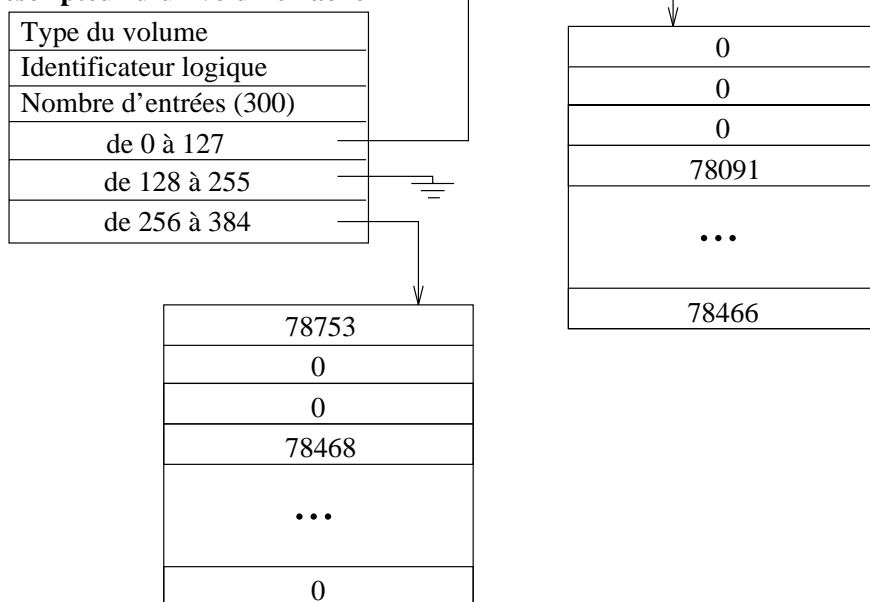 Type du volume
Identificateur logique
Nombre d'entrées (300)
de 0 à 127
de 128 à 255
de 256 à 384
0
0
0
78091
...
78466
78753
0
0
78468
...
0